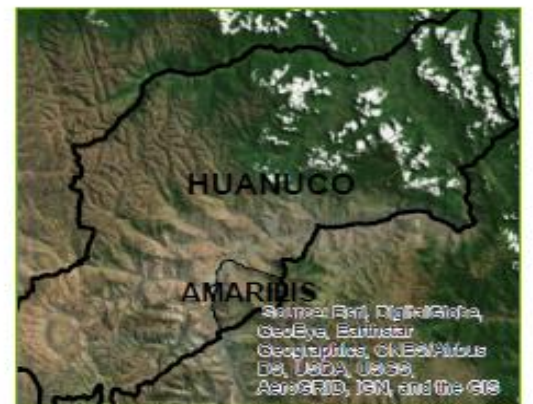 HUANUCO
AMARILIS
Source: Esri, DigitalGlobe,
GeoEye, Earthstar
Geographics, CNES/Airbus
DS, USDA, USGS,
AeroGRID, IGN, and the GIS